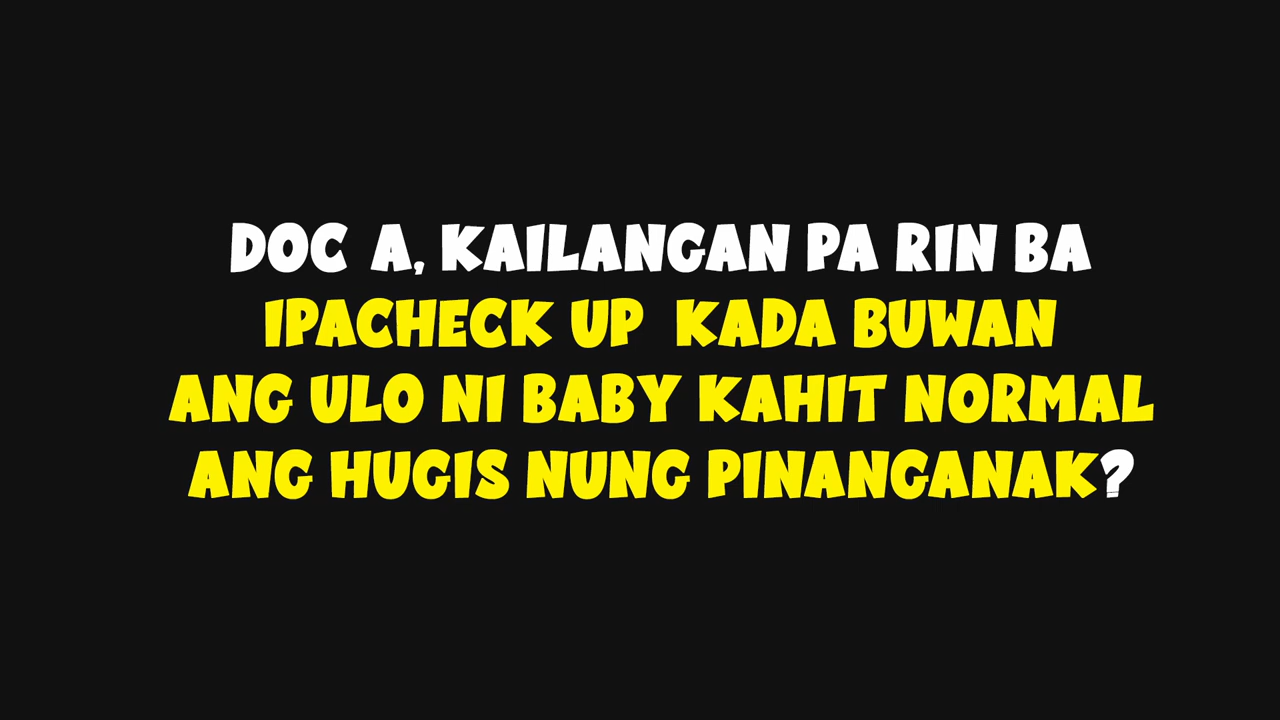 DOC A, KAILANGAN PA RIN BA
IPACHECK UP KADA BUWAN
ANG ULO NI BABY KAHIT NORMAL
ANG HUGIS NUNG PINANGANAK?